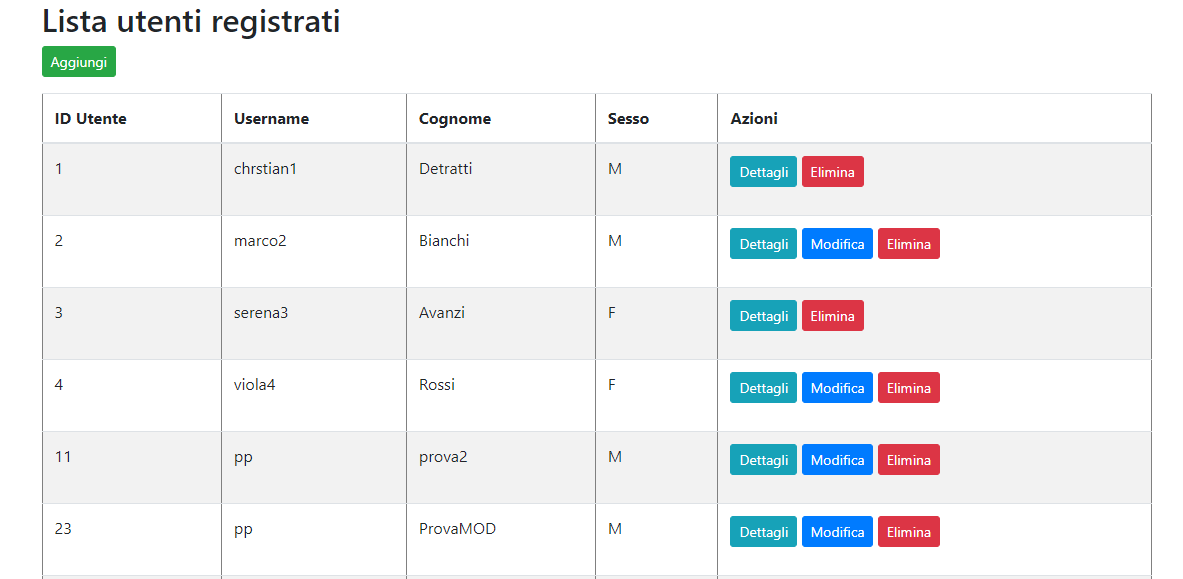 Lista utenti registrati
Aggiungi
ID Utente Username Cognome Sesso Azioni
1 chrstian1 Detratti M Dettagli Elimina
2 marco2 Bianchi M Dettagli Modifica Elimina
3 serena3 Avanzi F Dettagli Elimina
4 viola4 Rossi F Dettagli Modifica Elimina
11 pp prova2 M Dettagli Modifica Elimina
23 pp ProvaMOD M Dettagli Modifica Elimina